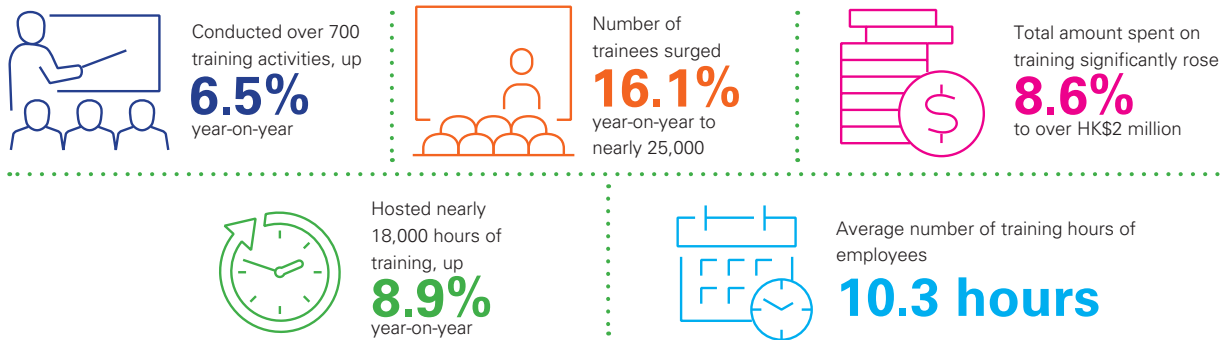 Conducted over 700
training activities, up
6.5%
year-on-year
Number of
trainees surged
16.1%
year-on-year to
nearly 25,000
$
Total amount spent on
training significantly rose
8.6%
to over HK$2 million
Hosted nearly
18,000 hours of
training, up
8.9%
year-on-year
Average number of training hours of
employees
10.3 hours